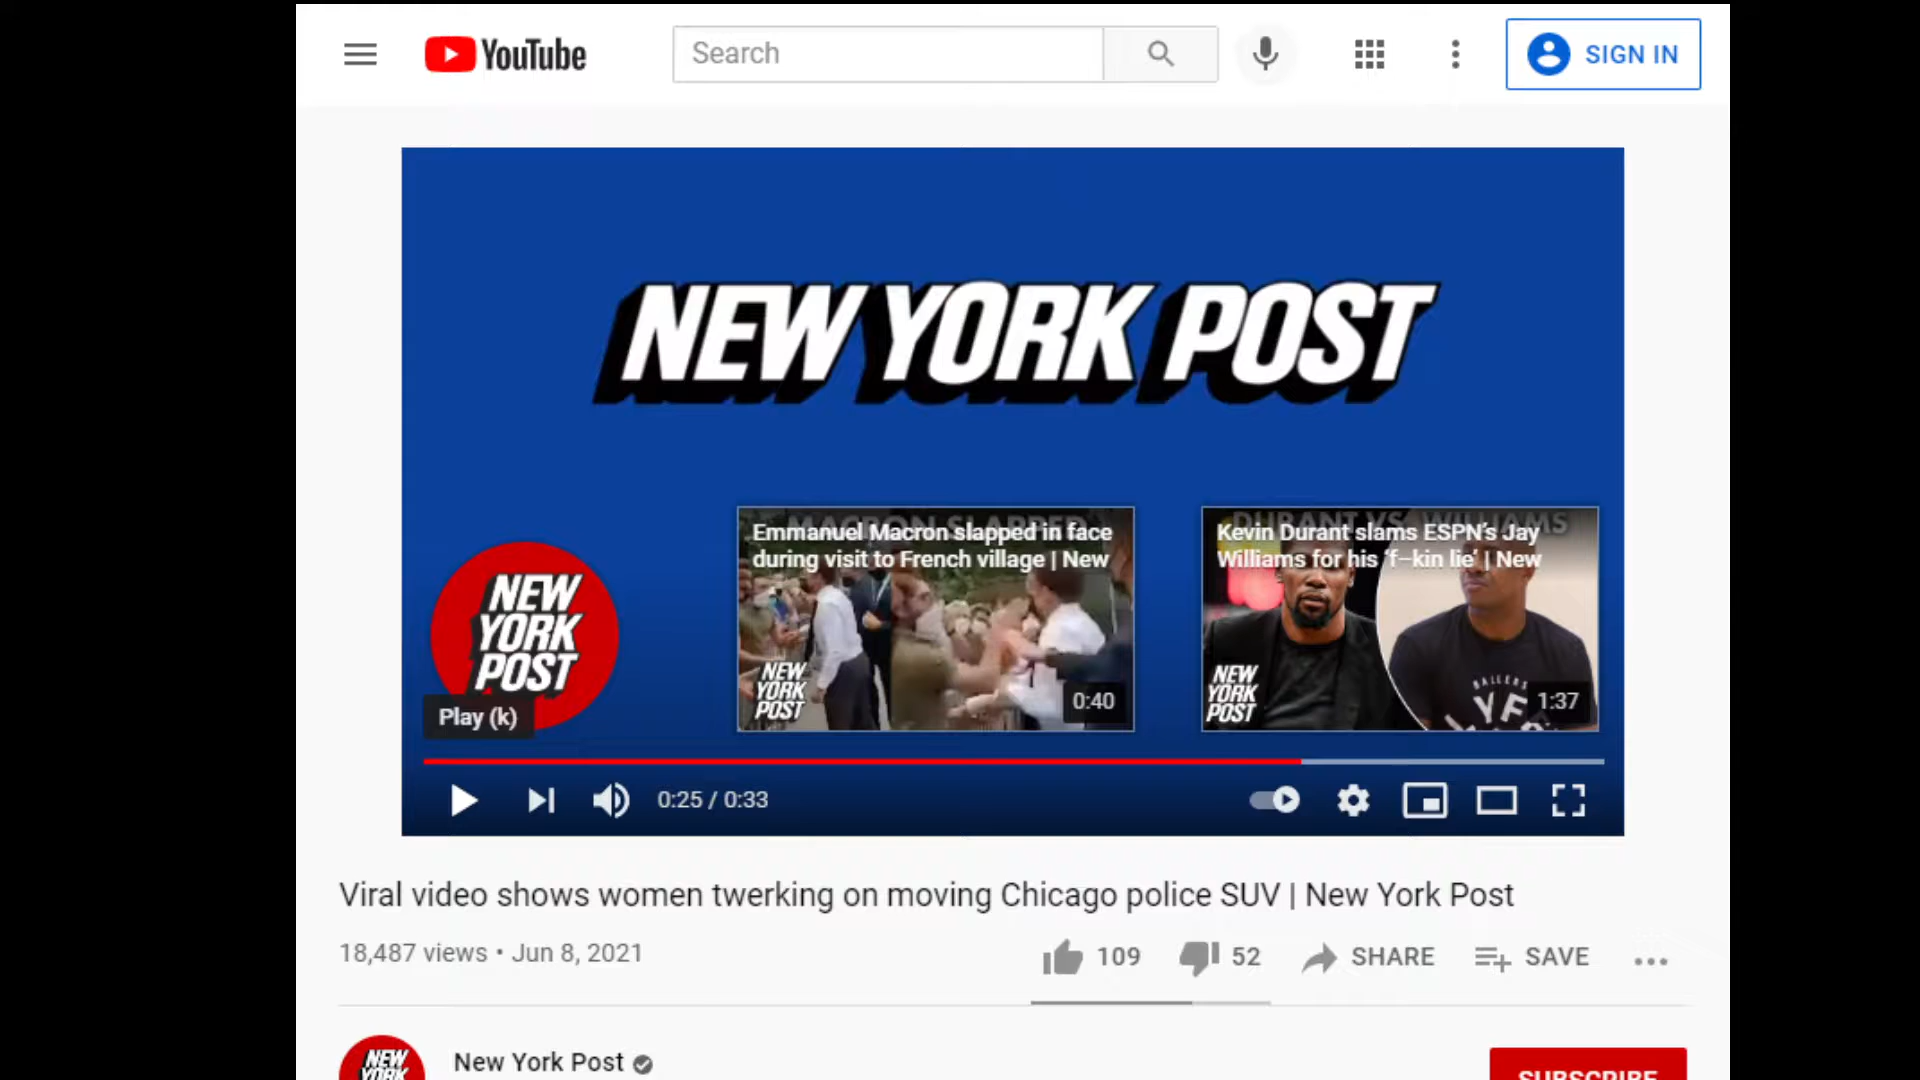 YouTube
Search
SIGN IN
NEW YORK POST
Emmanuel Macron slapped in face
during visit to French village | New
NEW
YORK
POST
0:40
Kevin Durant slams ESPN's Jay
Williams for his 'f–kin lie' | New
NEW
YORK
POST
1:37
NEW
YORK
POST
Play (k)
0:25 / 0:33
Viral video shows women twerking on moving Chicago police SUV | New York Post
18,487 views • Jun 8, 2021
109
52
SHARE
SAVE
NEW
YORK
New York Post
SUBSCRIBE